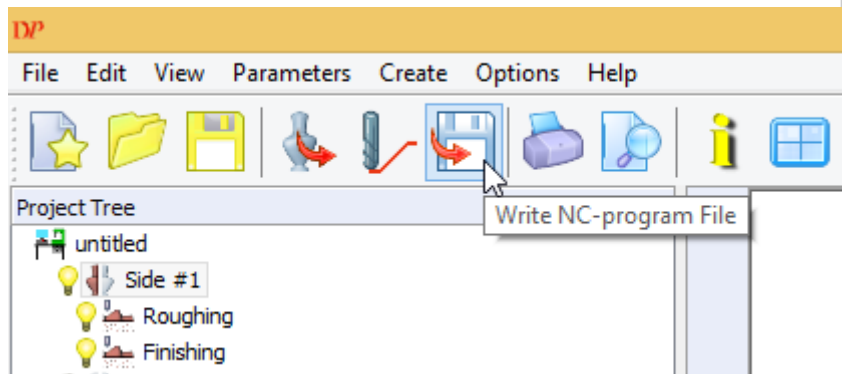 DP
File Edit View Parameters Create Options Help
Project Tree
Write NC-program File
untitled
Side #1
Roughing
Finishing